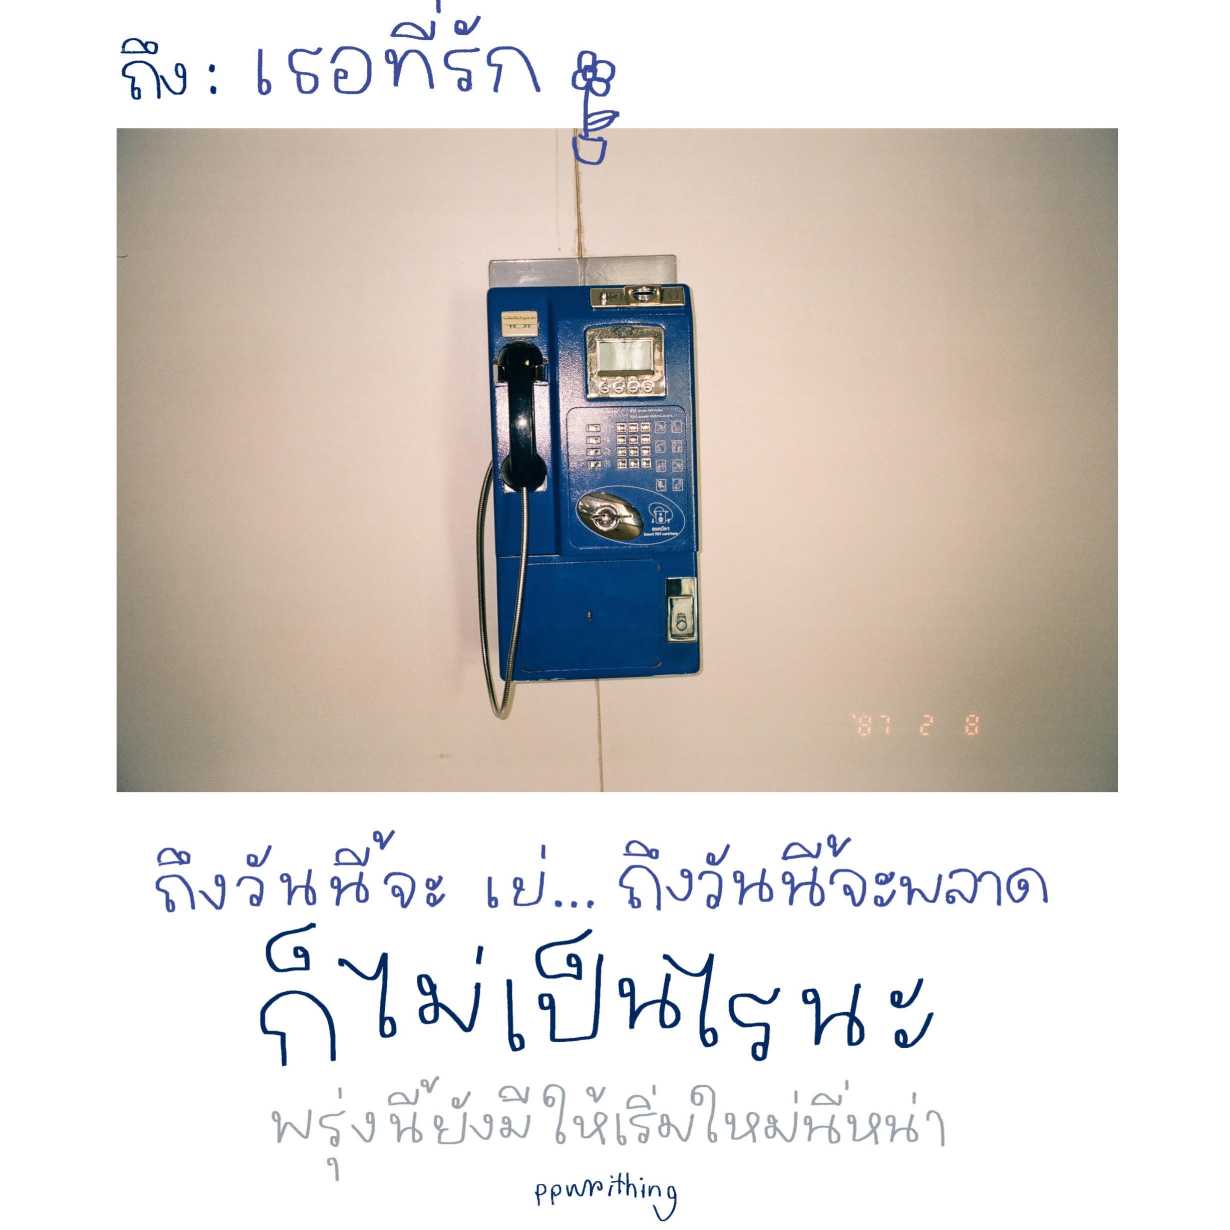 ถึง: เธอที่รัก
'87 2 8
ถึงวันนี้จะ เย่... ถึงวันนี้จะพลาด
ก็ไม่เป็นไรนะ
พรุ่งนี้ยังมีให้เริ่มใหม่นี่หน่า
ppwrithing